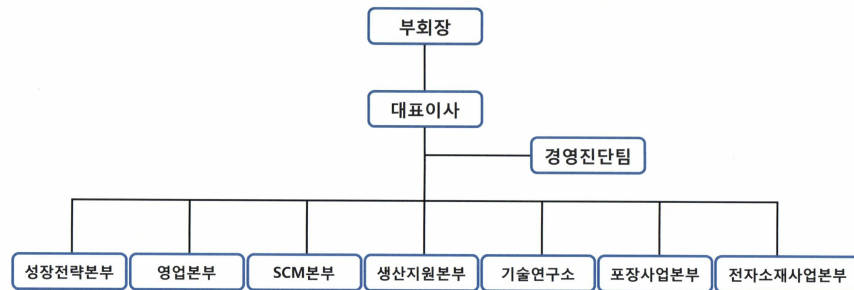 부회장
대표이사
경영진단팀
성장전략본부
영업본부
SCM본부
생산지원본부
기술연구소
포장사업본부
전자소재사업본부